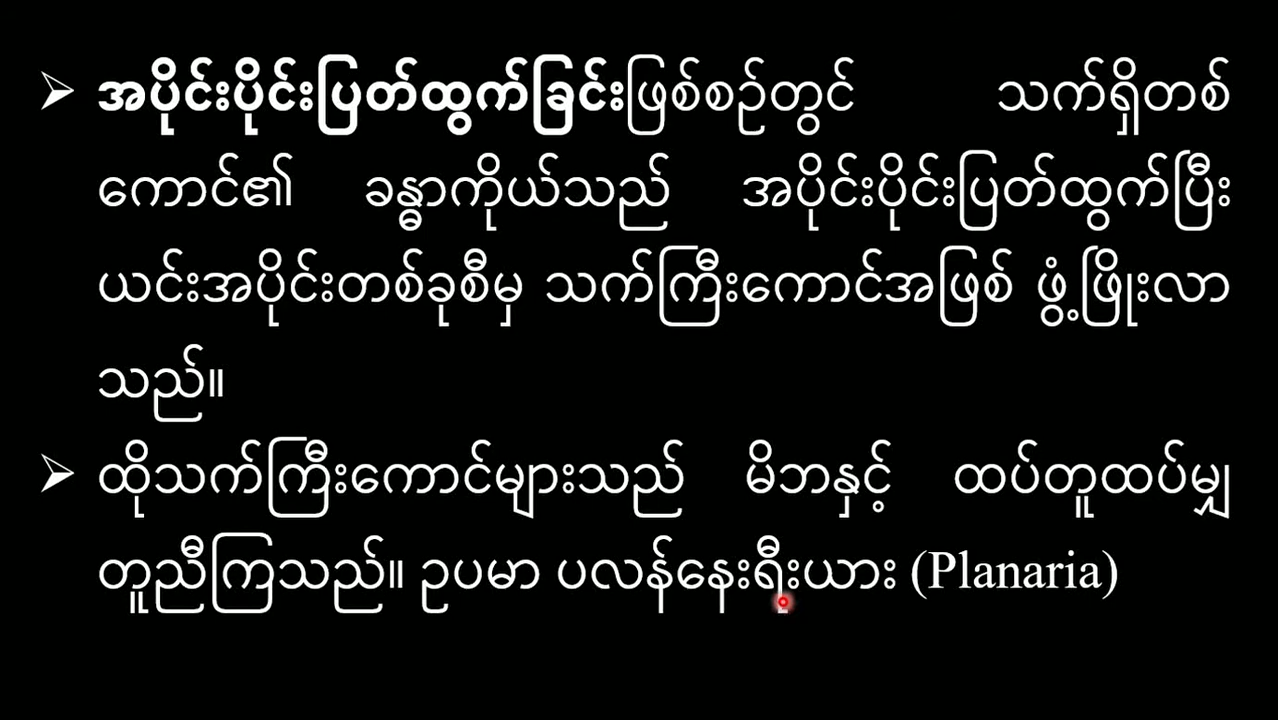 ➢ အပိုင်းပိုင်းပြတ်ထွက်ခြင်းဖြစ်စဉ်တွင် သက်ရှိတစ်
ကောင်၏ ခန္ဓာကိုယ်သည် အပိုင်းပိုင်းပြတ်ထွက်ပြီး
ယင်းအပိုင်းတစ်ခုစီမှ သက်ကြီးကောင်အဖြစ် ဖွံ့ဖြိုးလာ
သည်။
➢ ထိုသက်ကြီးကောင်များသည် မိဘနှင့် ထပ်တူထပ်မျှ
တူညီကြသည်။ ဥပမာ ပလန်နေးရီးယား (Planaria)